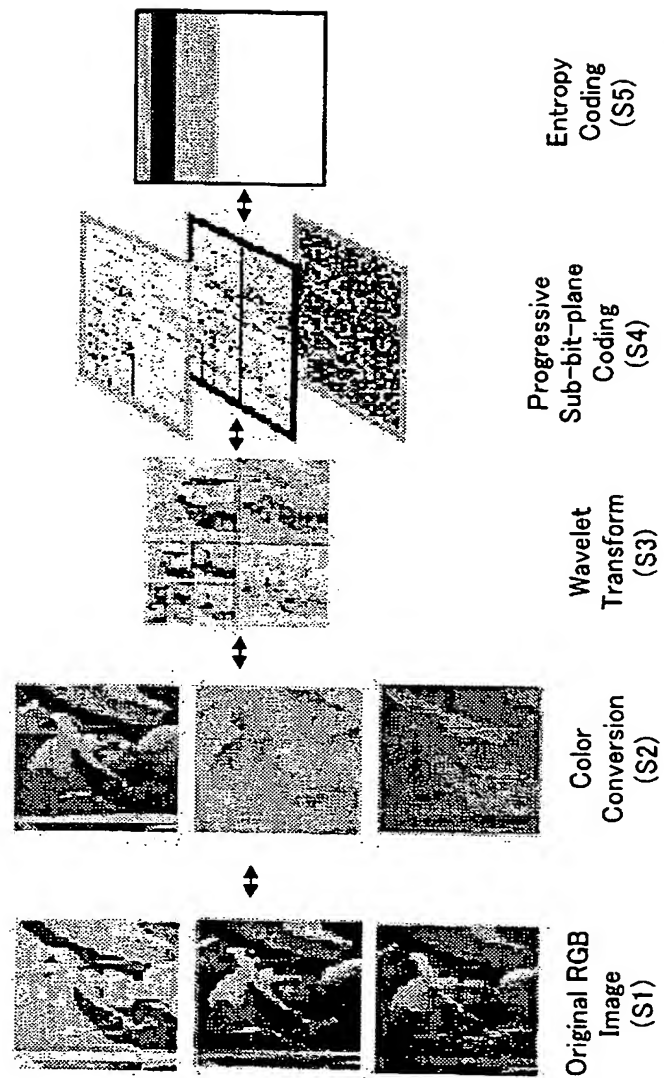 Original RGB
Image
(S1)
Color
Conversion
(S2)
Wavelet
Transform
(S3)
Progressive
Sub-bit-plane
Coding
(S4)
Entropy
Coding
(S5)